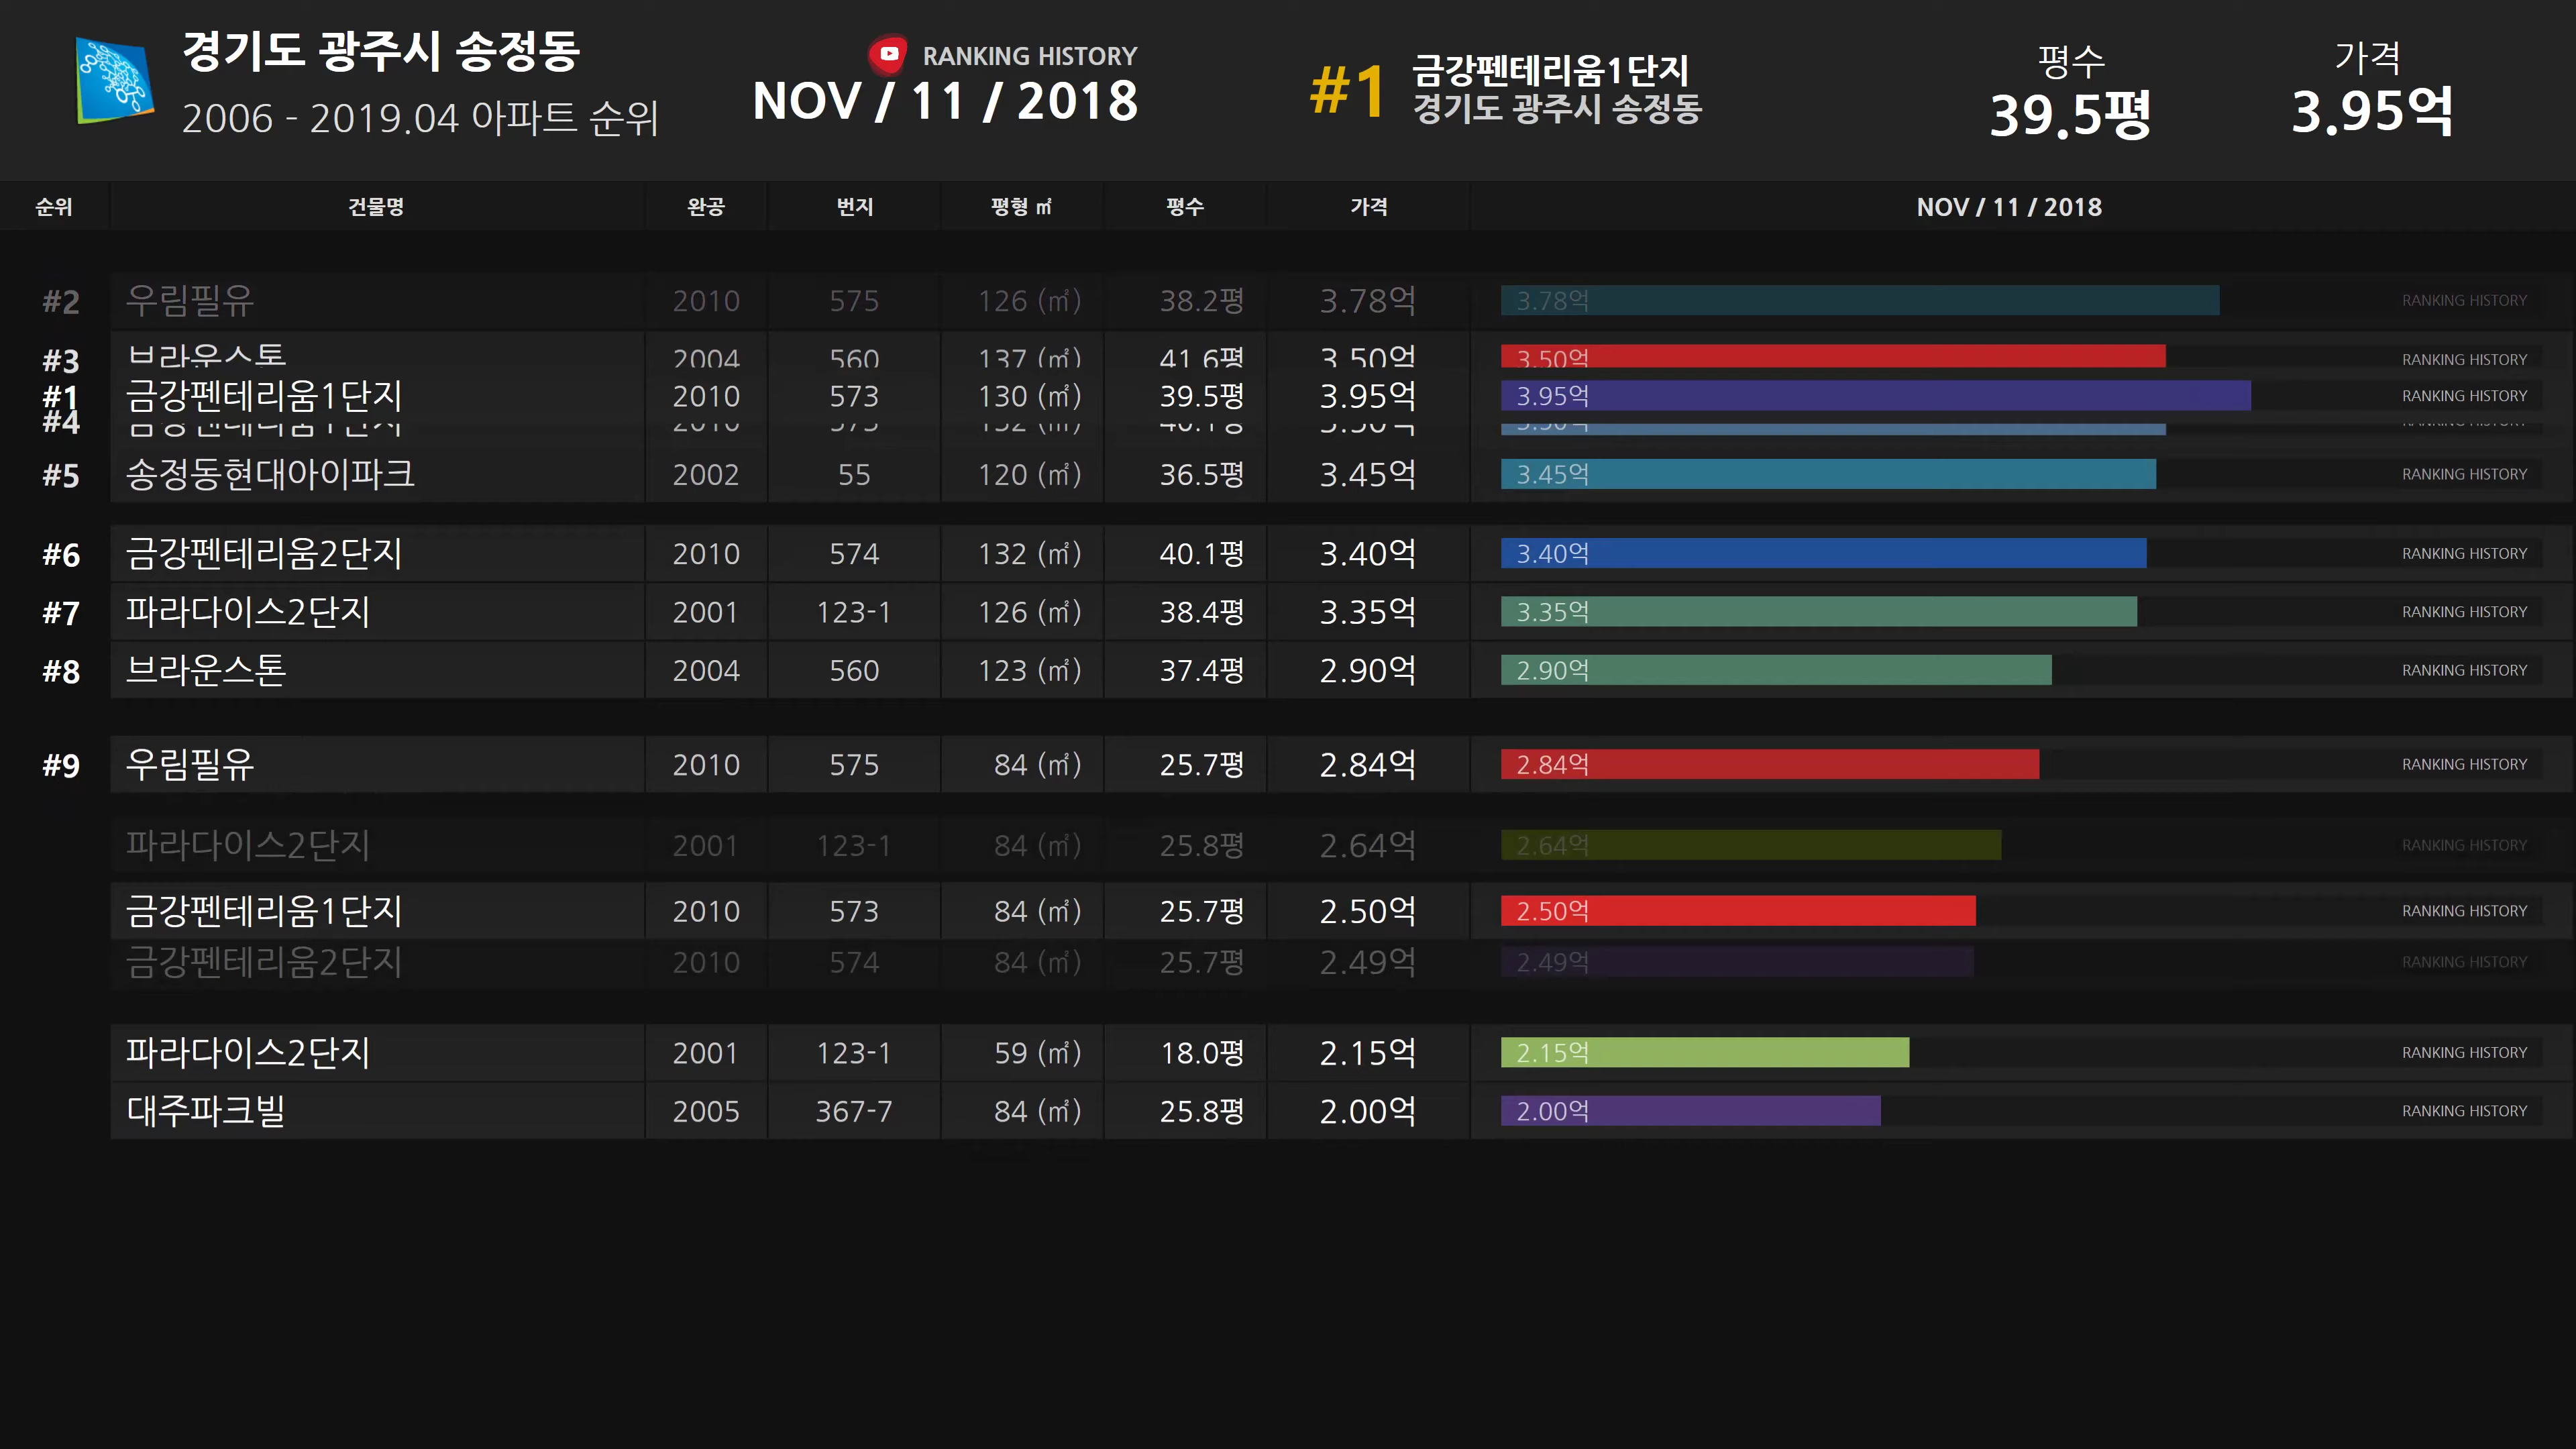 경기도 광주시 송정동
2006 - 2019.04 아파트 순위
RANKING HISTORY
NOV / 11 / 2018
#1 금강펜테리움1단지
경기도 광주시 송정동
평수
39.5평
가격
3.95억
순위 건물명 완공 번지 평형 ㎡ 평수 가격 NOV / 11 / 2018
#2 우림필유 2010 575 126 (㎡) 38.2평 3.78억 3.78억 RANKING HISTORY
#3 브라운스톤 2004 560 137 (㎡) 41.6평 3.50억 3.50억 RANKING HISTORY
#1 금강펜테리움1단지 2010 573 130 (㎡) 39.5평 3.95억 3.95억 RANKING HISTORY
#4
#5 송정동현대아이파크 2002 55 120 (㎡) 36.5평 3.45억 3.45억 RANKING HISTORY
#6 금강펜테리움2단지 2010 574 132 (㎡) 40.1평 3.40억 3.40억 RANKING HISTORY
#7 파라다이스2단지 2001 123-1 126 (㎡) 38.4평 3.35억 3.35억 RANKING HISTORY
#8 브라운스톤 2004 560 123 (㎡) 37.4평 2.90억 2.90억 RANKING HISTORY
#9 우림필유 2010 575 84 (㎡) 25.7평 2.84억 2.84억 RANKING HISTORY
파라다이스2단지 2001 123-1 84 (㎡) 25.8평 2.64억 2.64억 RANKING HISTORY
금강펜테리움1단지 2010 573 84 (㎡) 25.7평 2.50억 2.50억 RANKING HISTORY
금강펜테리움2단지 2010 574 84 (㎡) 25.7평 2.49억 2.49억 RANKING HISTORY
파라다이스2단지 2001 123-1 59 (㎡) 18.0평 2.15억 2.15억 RANKING HISTORY
대주파크빌 2005 367-7 84 (㎡) 25.8평 2.00억 2.00억 RANKING HISTORY